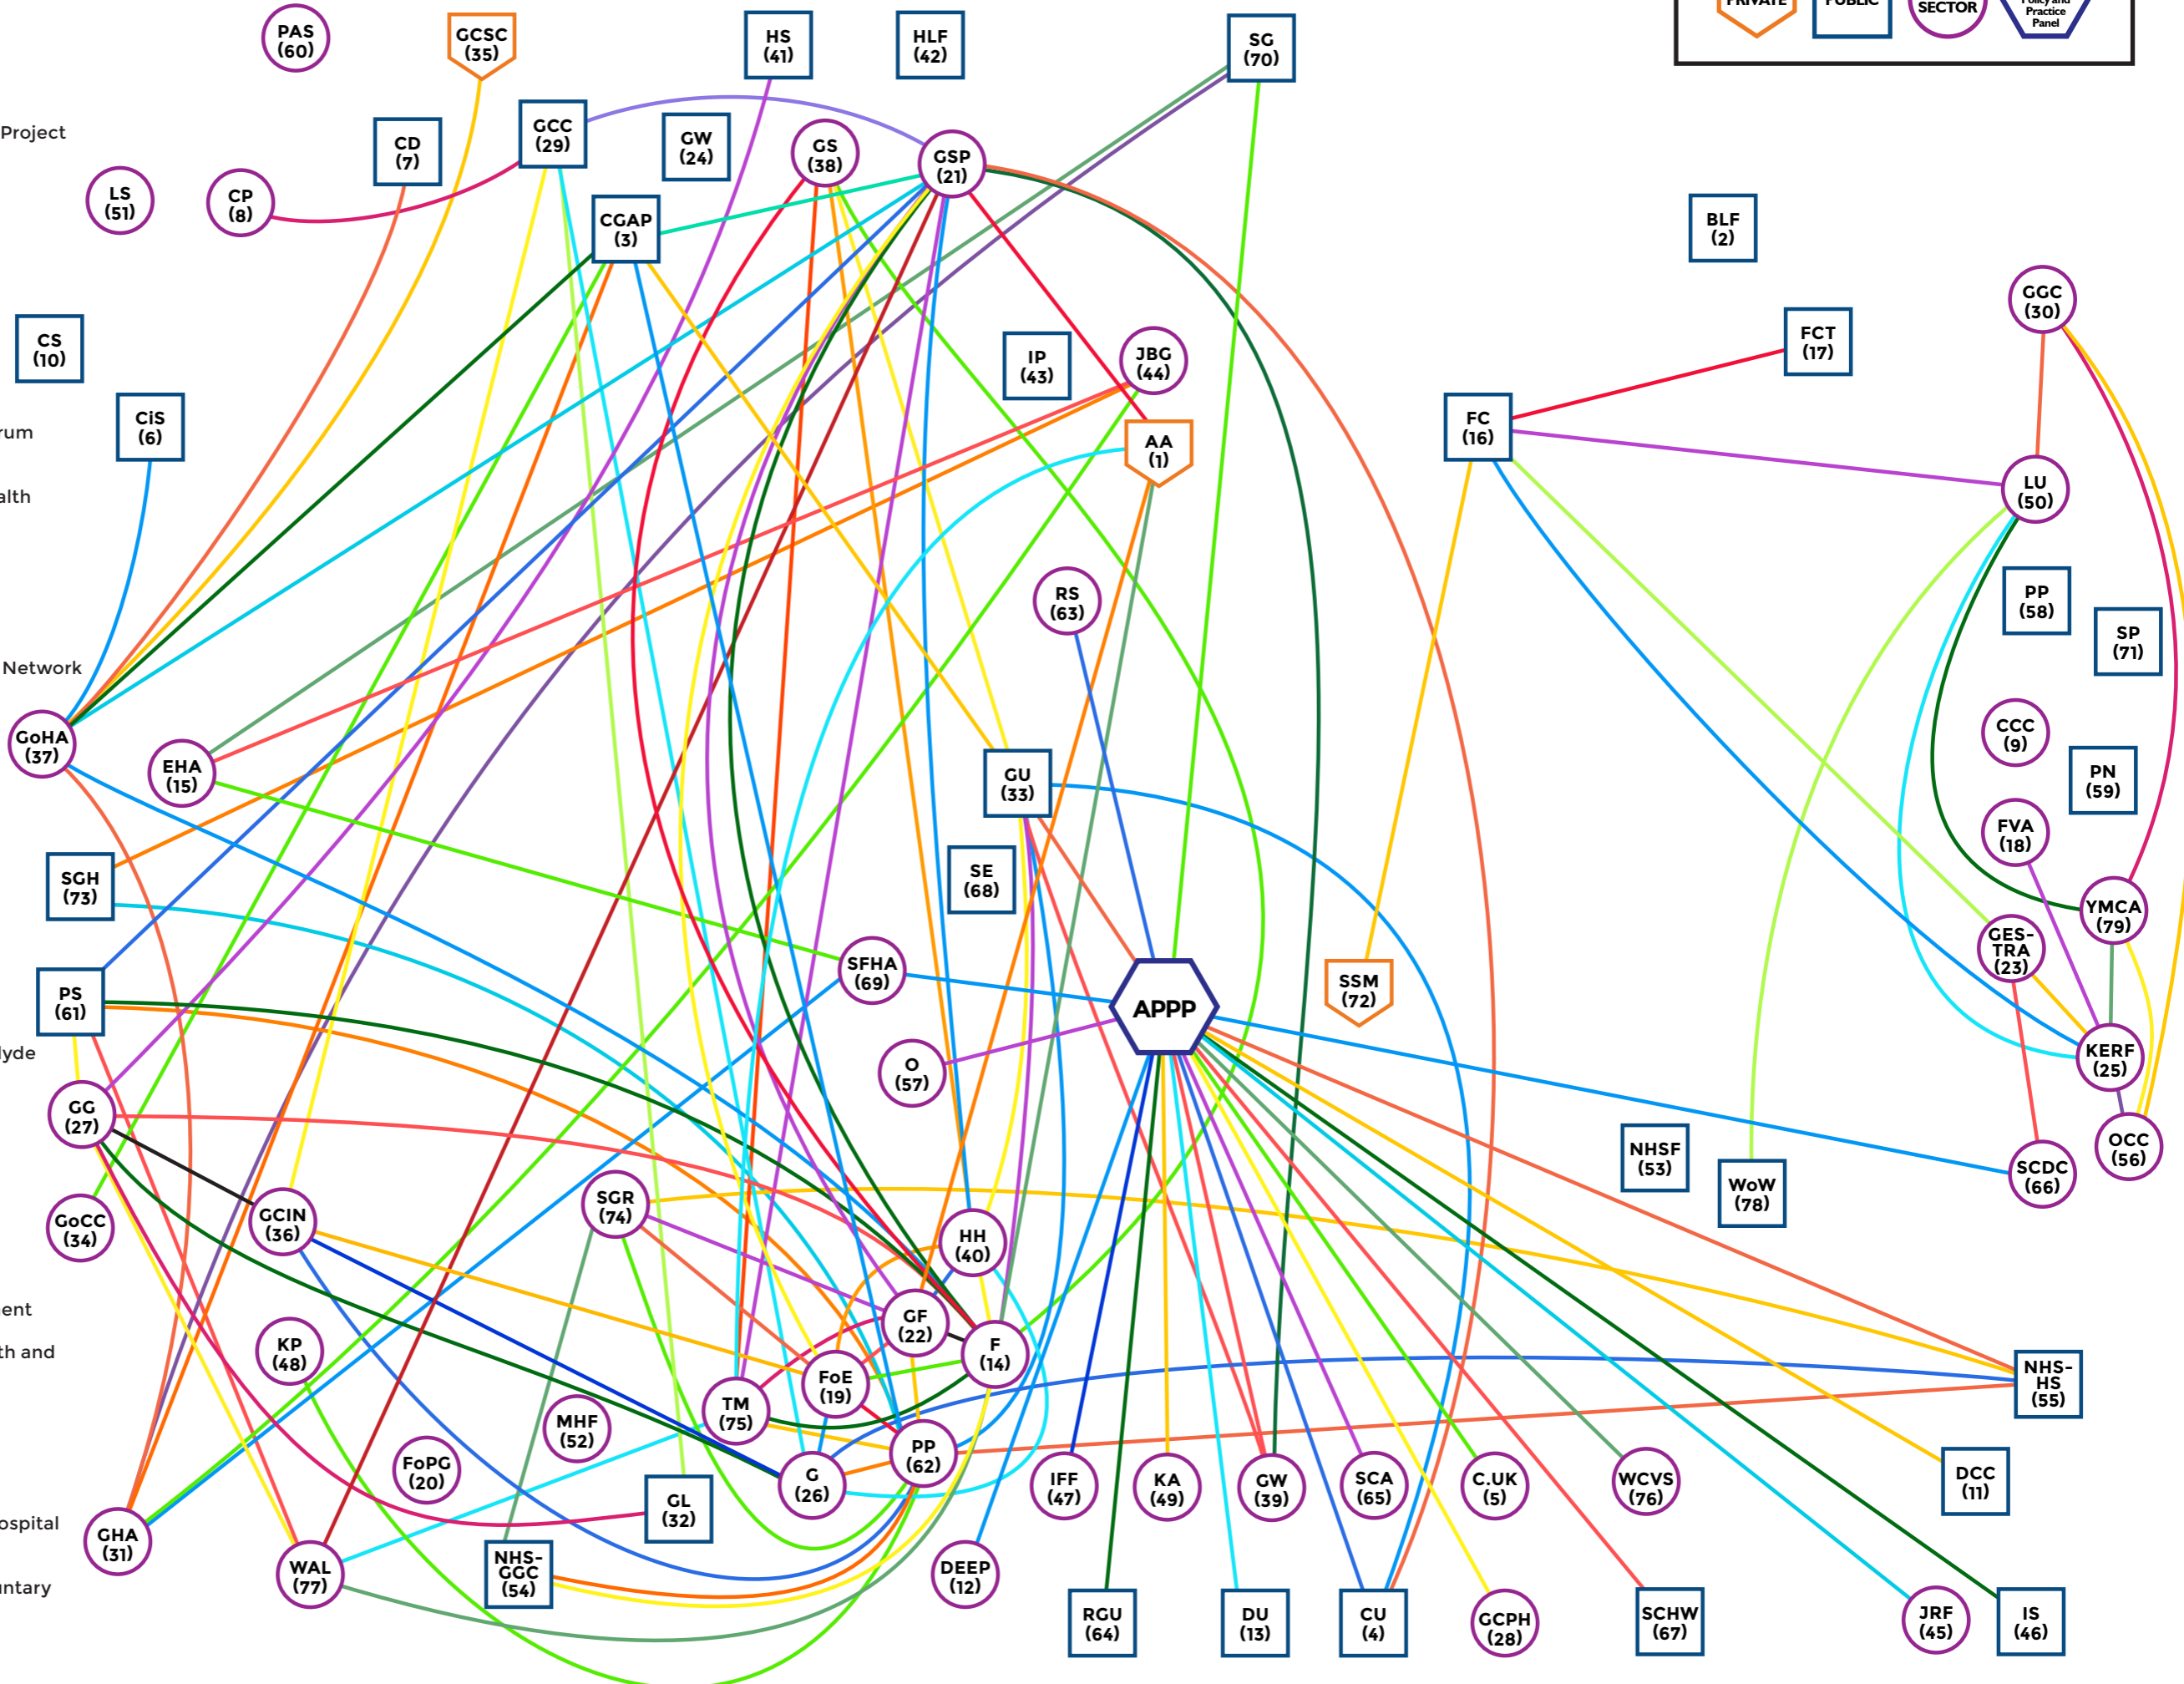 PAS
(60)
GCSC
(35)
HS
(41)
HLF
(42)
SG
(70)
PRIVATE
PUBLIC
SECTOR
Policy and
Practice
Panel
Project
CD
(7)
GCC
(29)
GW
(24)
GS
(38)
GSP
(21)
LS
(51)
CP
(8)
CGAP
(3)
BLF
(2)
GGC
(30)
CS
(10)
IP
(43)
JBG
(44)
FCT
(17)
CiS
(6)
rum
AA
(1)
FC
(16)
alth
LU
(50)
RS
(63)
PP
(58)
SP
(71)
Network
GoHA
(37)
EHA
(15)
GU
(33)
CCC
(9)
PN
(59)
SGH
(73)
SE
(68)
FVA
(18)
YMCA
(79)
PS
(61)
SFHA
(69)
APPP
SSM
(72)
GES-
TRA
(23)
lyde
O
(57)
KERF
(25)
GG
(27)
NHSF
(53)
WoW
(78)
SCDC
(66)
OCC
(56)
GoCC
(34)
GCIN
(36)
SGR
(74)
HH
(40)
ent
GF
(22)
th and
KP
(48)
F
(14)
FoE
(19)
NHS-
HS
(55)
TM
(75)
MHF
(52)
FoPG
(20)
PP
(62)
G
(26)
IFF
(47)
KA
(49)
GW
(39)
SCA
(65)
C.UK
(5)
WCVS
(76)
DCC
(11)
ospital
GHA
(31)
GL
(32)
WAL
(77)
NHS-
GGC
(54)
DEEP
(12)
untary
RGU
(64)
DU
(13)
CU
(4)
GCPH
(28)
SCHW
(67)
JRF
(45)
IS
(46)